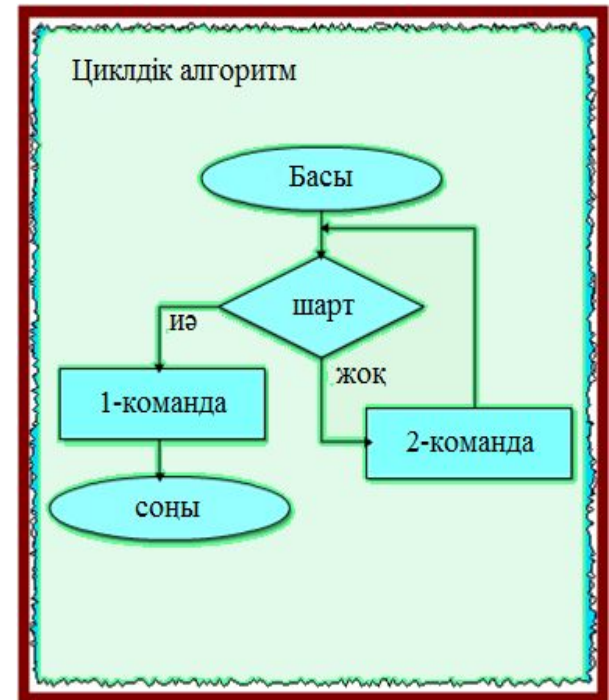 Циклдік алгоритм
Басы
шарт
иә
жоқ
1-команда
2-команда
соңы